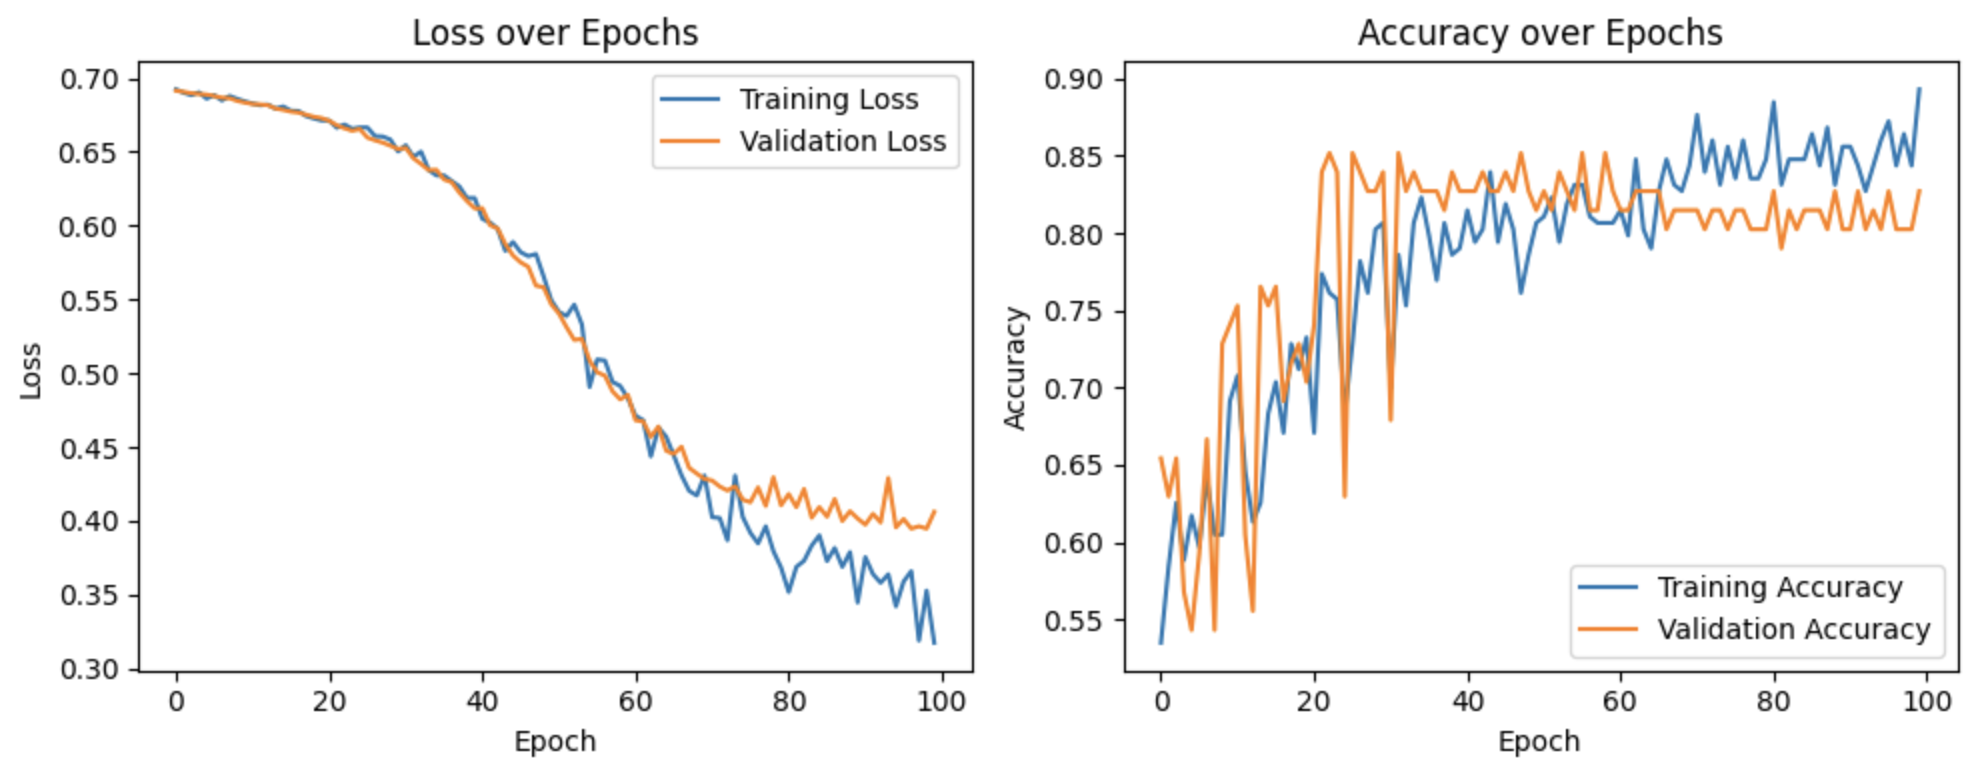 Loss over Epochs
Training Loss
Validation Loss
0.70
0.65
0.60
0.55
0.50
0.45
0.40
0.35
0.30
Loss
0 20 40 60 80 100
Epoch
Accuracy over Epochs
0.90
0.85
0.80
0.75
0.70
0.65
0.60
0.55
Accuracy
Training Accuracy
Validation Accuracy
0 20 40 60 80 100
Epoch